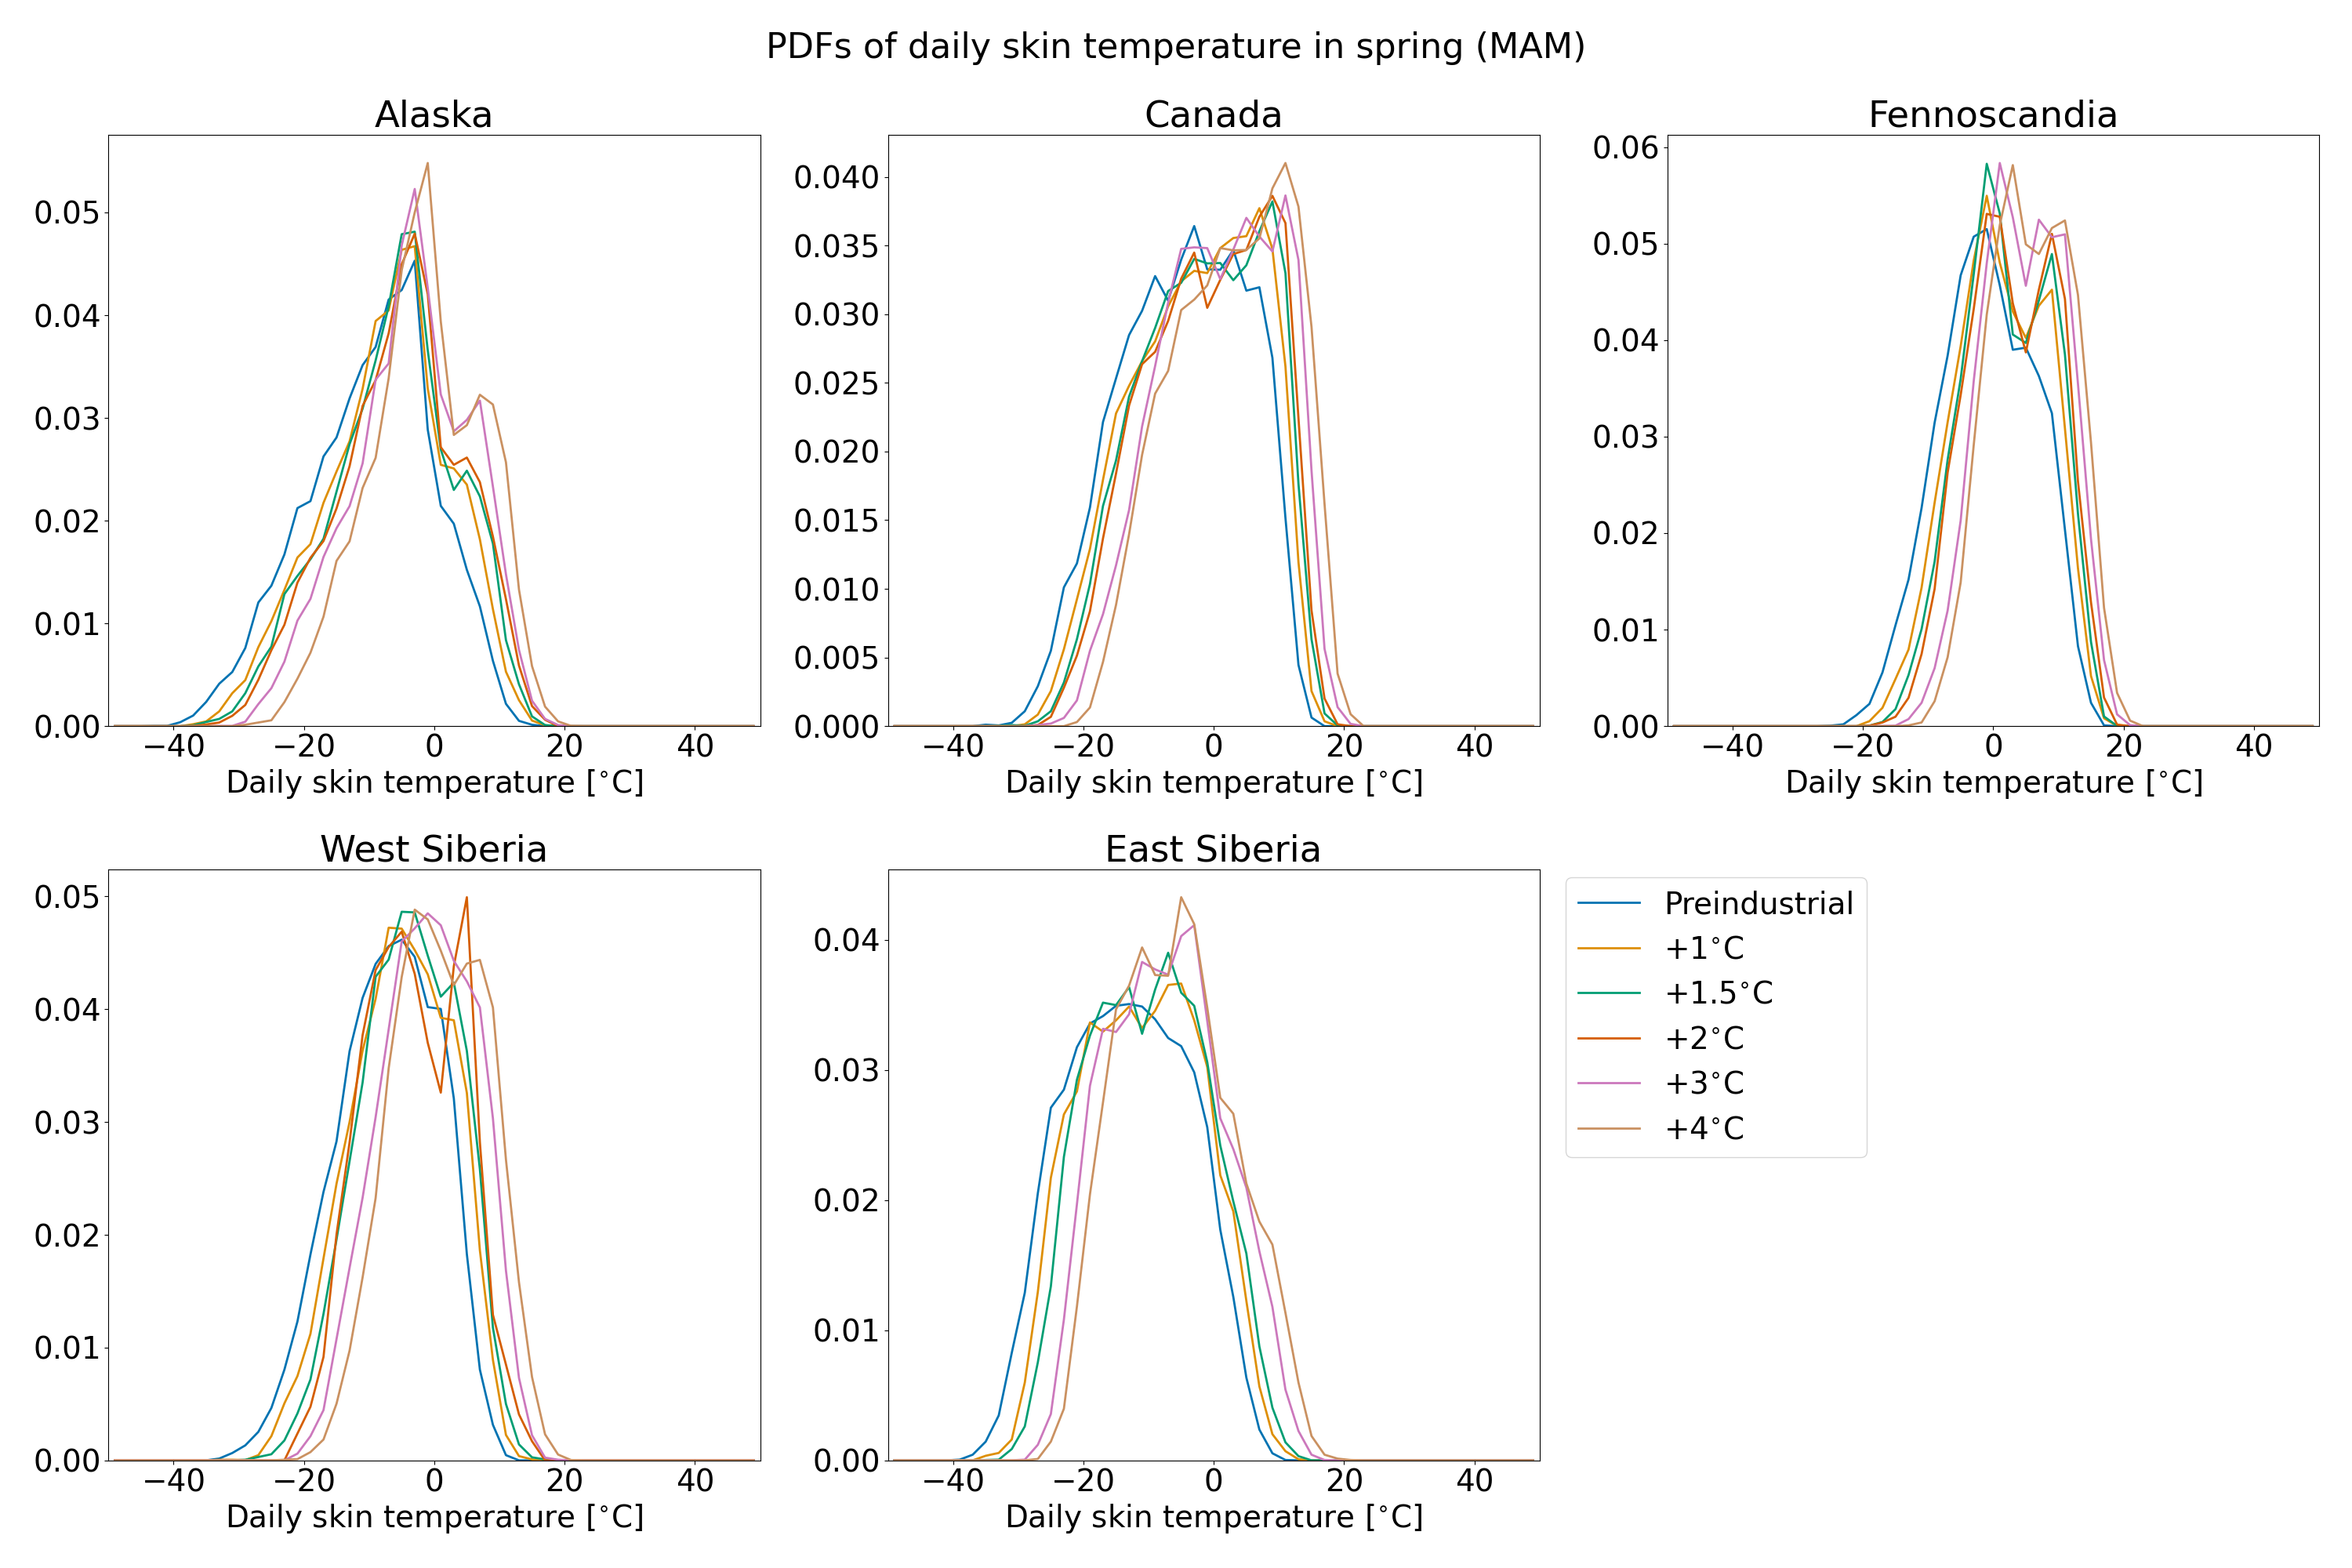 PDFs of daily skin temperature in spring (MAM)
Alaska
0.05
0.04
0.03
0.02
0.01
0.00
−40 −20 0 20 40
Daily skin temperature [°C]
Canada
0.040
0.035
0.030
0.025
0.020
0.015
0.010
0.005
0.000
−40 −20 0 20 40
Daily skin temperature [°C]
Fennoscandia
0.06
0.05
0.04
0.03
0.02
0.01
0.00
−40 −20 0 20 40
Daily skin temperature [°C]
West Siberia
0.05
0.04
0.03
0.02
0.01
0.00
−40 −20 0 20 40
Daily skin temperature [°C]
East Siberia
0.04
0.03
0.02
0.01
0.00
−40 −20 0 20 40
Daily skin temperature [°C]
Preindustrial
+1°C
+1.5°C
+2°C
+3°C
+4°C